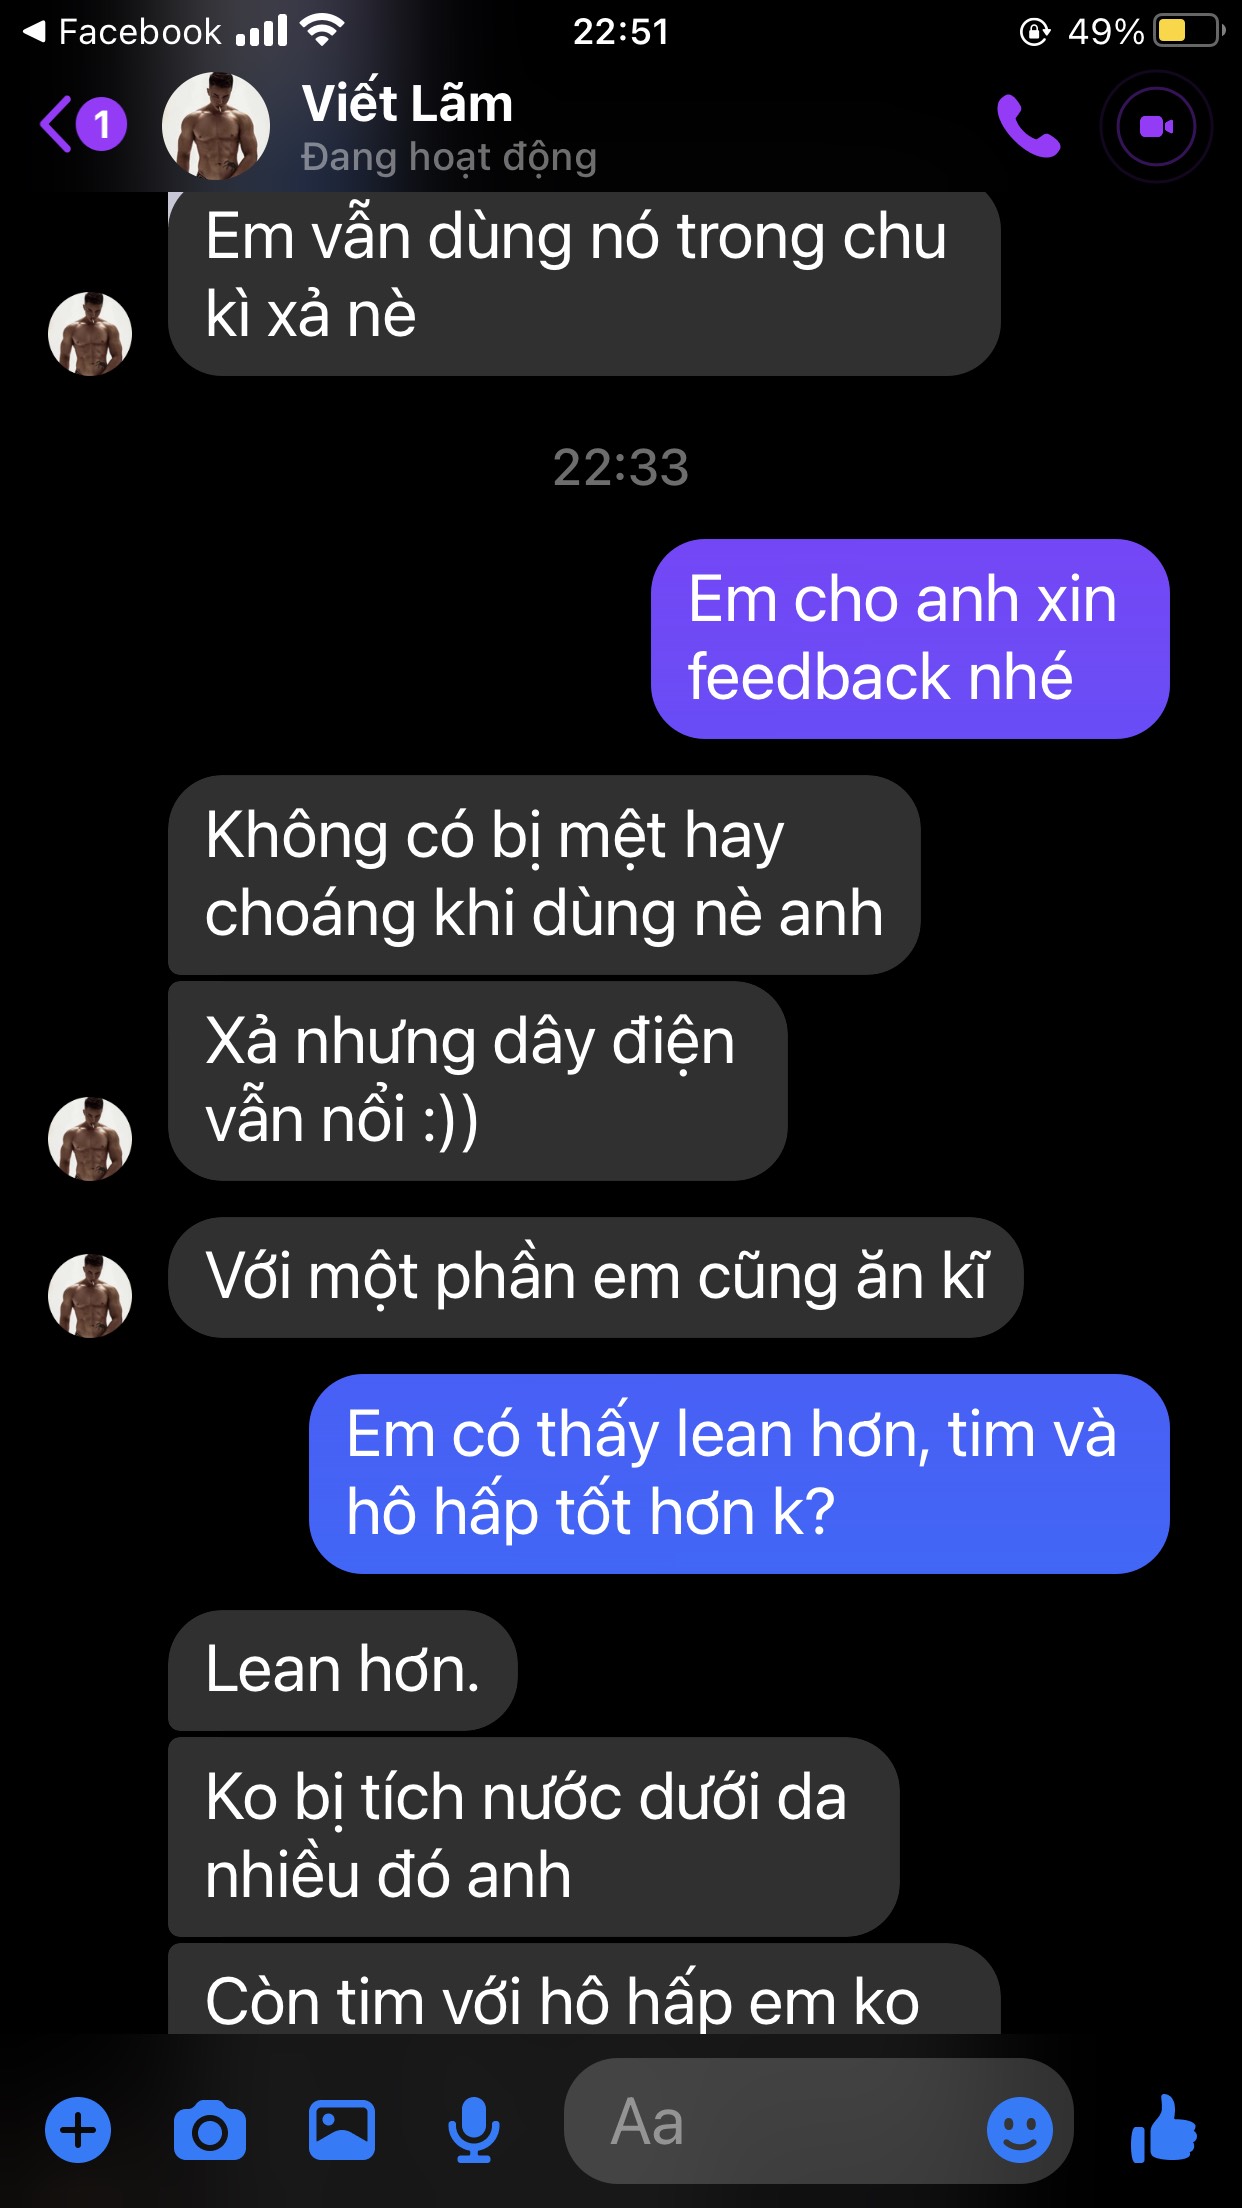 Facebook
22:51
49%
1
Viết Lãm
Đang hoạt động
Em vẫn dùng nó trong chu
kì xả nè
22:33
Em cho anh xin
feedback nhé
Không có bị mệt hay
choáng khi dùng nè anh
Xả nhưng dây điện
vẫn nổi :))
Với một phần em cũng ăn kĩ
Em có thấy lean hơn, tim và
hô hấp tốt hơn k?
Lean hơn.
Ko bị tích nước dưới da
nhiều đó anh
Còn tim với hô hấp em ko
Aa